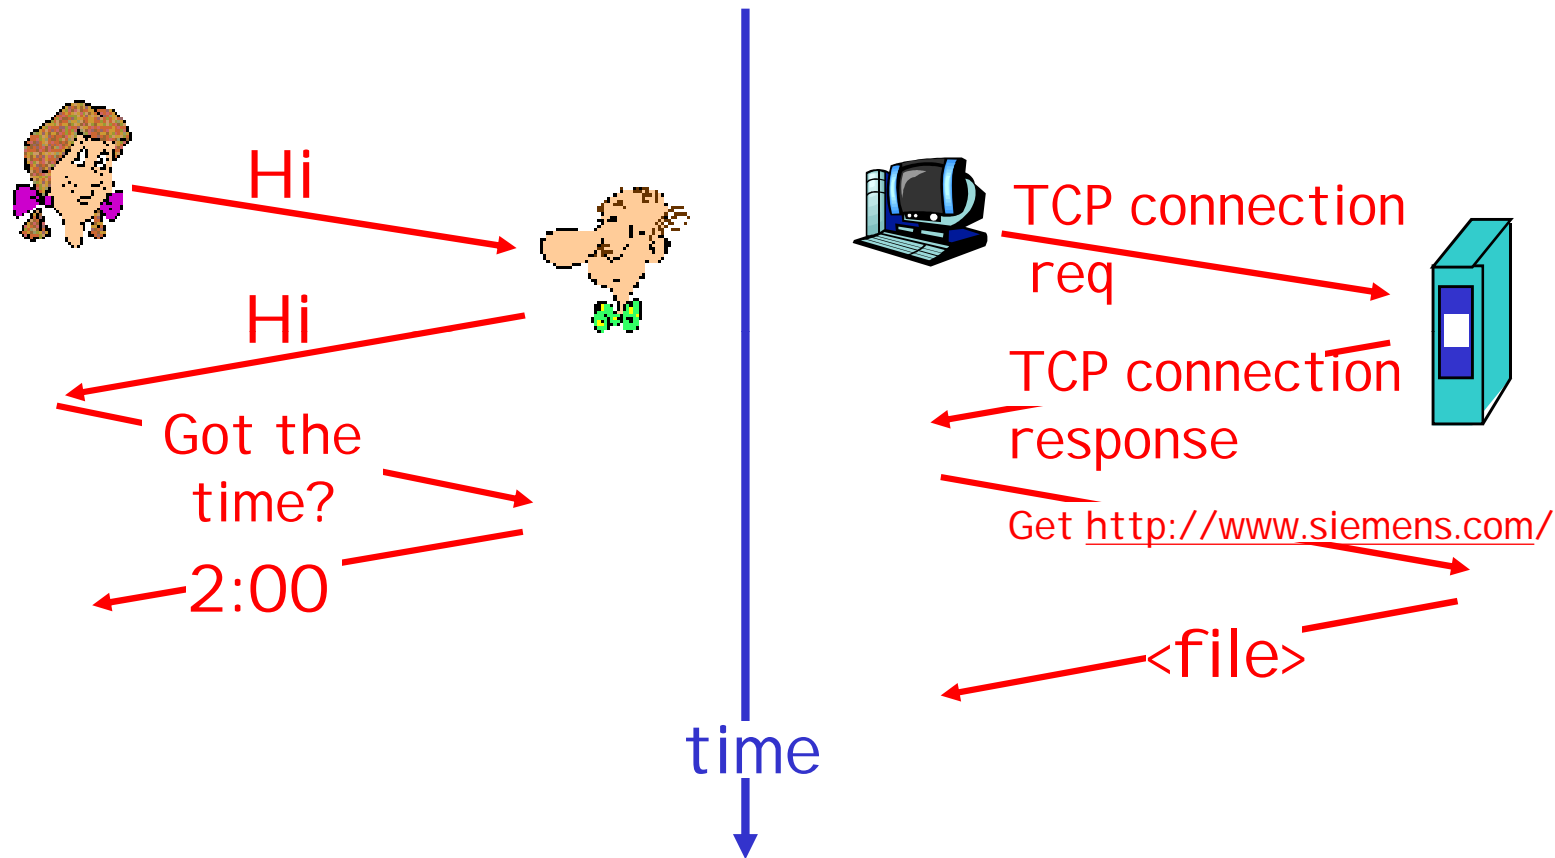 Hi
Hi
Got the
time?
2:00
TCP connection
req
TCP connection
response
Get http://www.siemens.com/
<file>
time